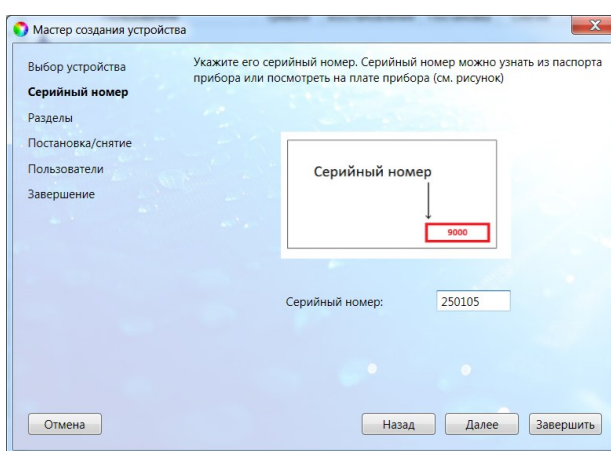 Мастер создания устройства
Выбор устройства
Серийный номер
Разделы
Постановка/снятие
Пользователи
Завершение
Укажите его серийный номер. Серийный номер можно узнать из паспорта
прибора или посмотреть на плате прибора (см. рисунок)
Серийный номер
9000
Серийный номер:
250105
Отмена
Назад
Далее
Завершить